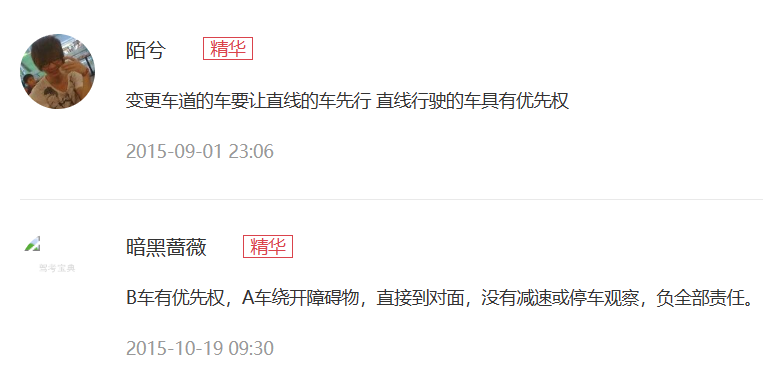 陌兮 精华
变更车道的车要让直线的车先行 直线行驶的车具有优先权
2015-09-01 23:06
暗黑蔷薇 精华
驾考宝典
B车有优先权，A车绕开障碍物，直接到对面，没有减速或停车观察，负全部责任。
2015-10-19 09:30